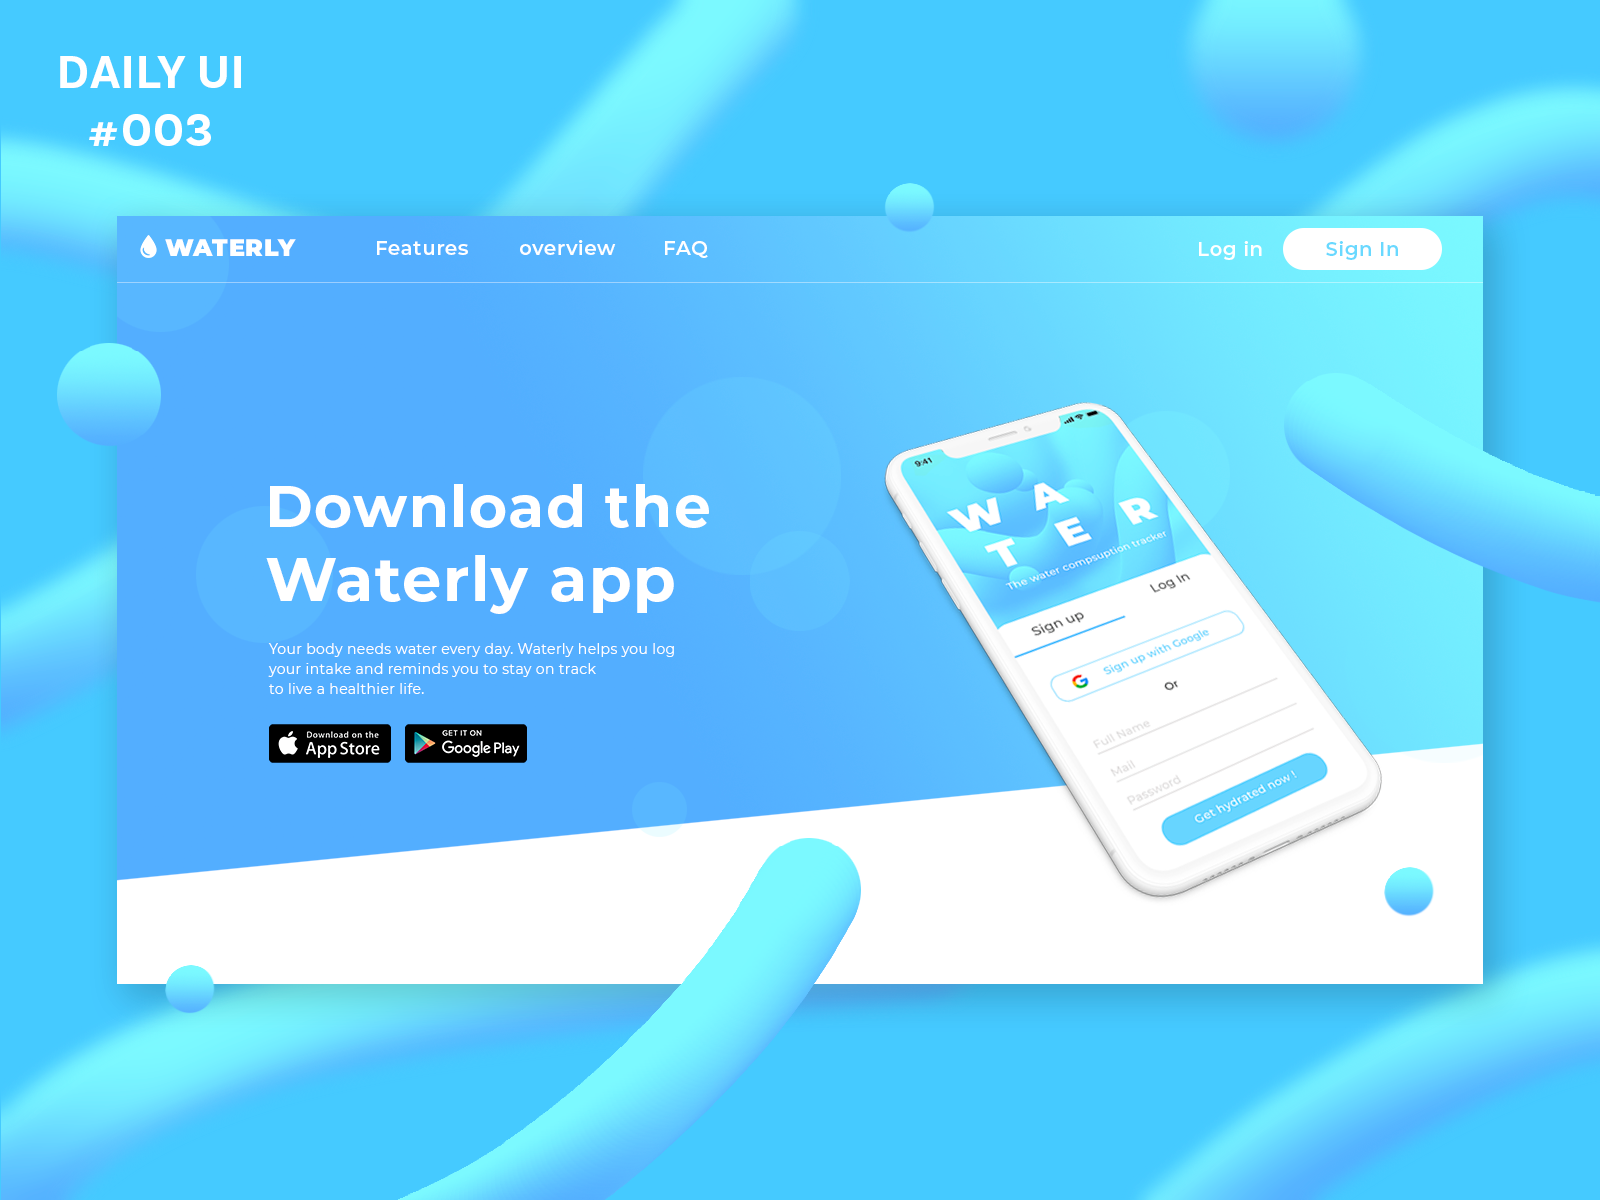 DAILY UI
#003
WATERLY
Features
overview
FAQ
Log in
Sign In
Download the
Waterly app
Your body needs water every day. Waterly helps you log
your intake and reminds you to stay on track
to live a healthier life.
Download on the
App Store
GET IT ON
Google Play
9:41
W A
T E R
The water compsuption tracker
Sign up
Log In
Sign up with Google
Or
Full Name
Mail
Password
Get hydrated now !